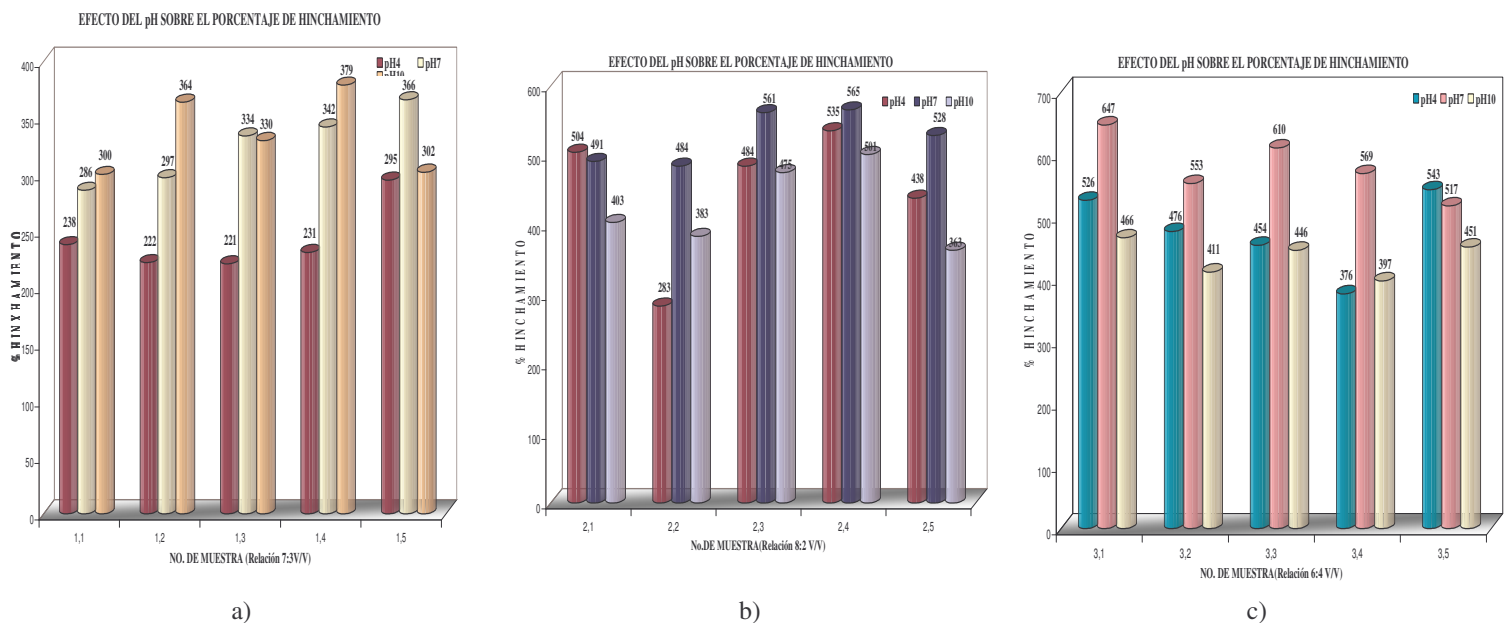 EFECTO DEL pH SOBRE EL PORCENTAJE DE HINCHAMIENTO
pH4 pH7
pH10
% HINYHAMIENTO
400
350
300
250
200
150
100
50
0
238 286 300
222 297 364
221 334 330
231 342 379
295 366 302
1,1 1,2 1,3 1,4 1,5
NO. DE MUESTRA (Relación 7:3V/V)
a)
EFECTO DEL pH SOBRE EL PORCENTAJE DE HINCHAMIENTO
pH4 pH7 pH10
% HINCHAMIENTO
600
500
400
300
200
100
0
504 491 403
283 484 383
484 561 475
535 565 501
438 528 363
2,1 2,2 2,3 2,4 2,5
No.DE MUESTRA(Relación 8:2 V/V)
b)
EFECTO DEL pH SOBRE EL PORCENTAJE DE HINCHAMIENTO
pH4 pH7 pH10
% HINCHAMIENTO
700
600
500
400
300
200
100
0
526 647 466
476 553 411
454 610 446
376 569 397
543 517 451
3,1 3,2 3,3 3,4 3,5
NO. DE MUESTRA(Relación 6:4 V/V)
c)